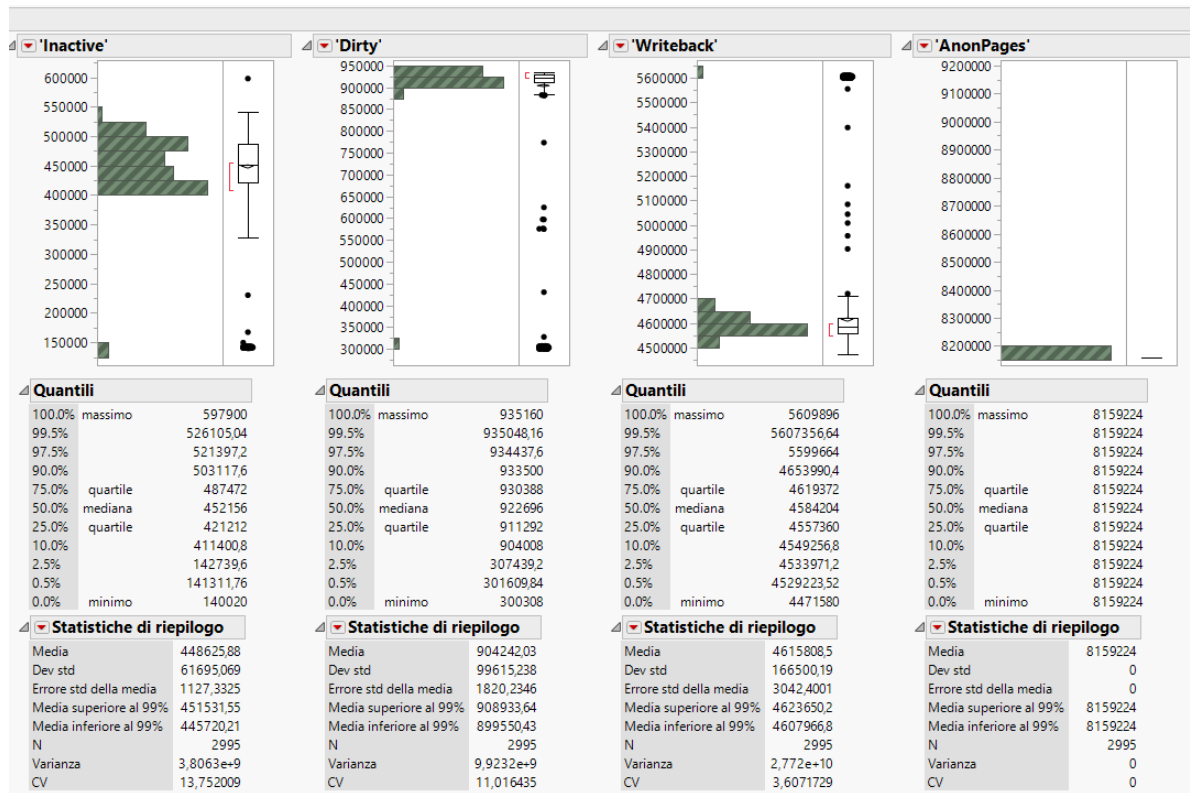 'Inactive'
600000
550000
500000
450000
400000
350000
300000
250000
200000
150000
Quantili
100.0% massimo 597900
99.5% 526105,04
97.5% 521397,2
90.0% 503117,6
75.0% quartile 487472
50.0% mediana 452156
25.0% quartile 421212
10.0% 411400,8
2.5% 142739,6
0.5% 141311,76
0.0% minimo 140020
Statistiche di riepilogo
Media 448625,88
Dev std 61695,069
Errore std della media 1127,3325
Media superiore al 99% 451531,55
Media inferiore al 99% 445720,21
N 2995
Varianza 3,8063e+9
CV 13,752009
'Dirty'
950000
900000
850000
800000
750000
700000
650000
600000
550000
500000
450000
400000
350000
300000
Quantili
100.0% massimo 935160
99.5% 935048,16
97.5% 934437,6
90.0% 933500
75.0% quartile 930388
50.0% mediana 922696
25.0% quartile 911292
10.0% 904008
2.5% 307439,2
0.5% 301609,84
0.0% minimo 300308
Statistiche di riepilogo
Media 904242,03
Dev std 99615,238
Errore std della media 1820,2346
Media superiore al 99% 908933,64
Media inferiore al 99% 899550,43
N 2995
Varianza 9,9232e+9
CV 11,016435
'Writeback'
5600000
5500000
5400000
5300000
5200000
5100000
5000000
4900000
4800000
4700000
4600000
4500000
Quantili
100.0% massimo 5609896
99.5% 5607356,64
97.5% 5599664
90.0% 4653990,4
75.0% quartile 4619372
50.0% mediana 4584204
25.0% quartile 4557360
10.0% 4549256,8
2.5% 4533971,2
0.5% 4529223,52
0.0% minimo 4471580
Statistiche di riepilogo
Media 4615808,5
Dev std 166500,19
Errore std della media 3042,4001
Media superiore al 99% 4623650,2
Media inferiore al 99% 4607966,8
N 2995
Varianza 2,772e+10
CV 3,6071729
'AnonPages'
9200000
9100000
9000000
8900000
8800000
8700000
8600000
8500000
8400000
8300000
8200000
Quantili
100.0% massimo 8159224
99.5% 8159224
97.5% 8159224
90.0% 8159224
75.0% quartile 8159224
50.0% mediana 8159224
25.0% quartile 8159224
10.0% 8159224
2.5% 8159224
0.5% 8159224
0.0% minimo 8159224
Statistiche di riepilogo
Media 8159224
Dev std 0
Errore std della media 0
Media superiore al 99% 8159224
Media inferiore al 99% 8159224
N 2995
Varianza 0
CV 0